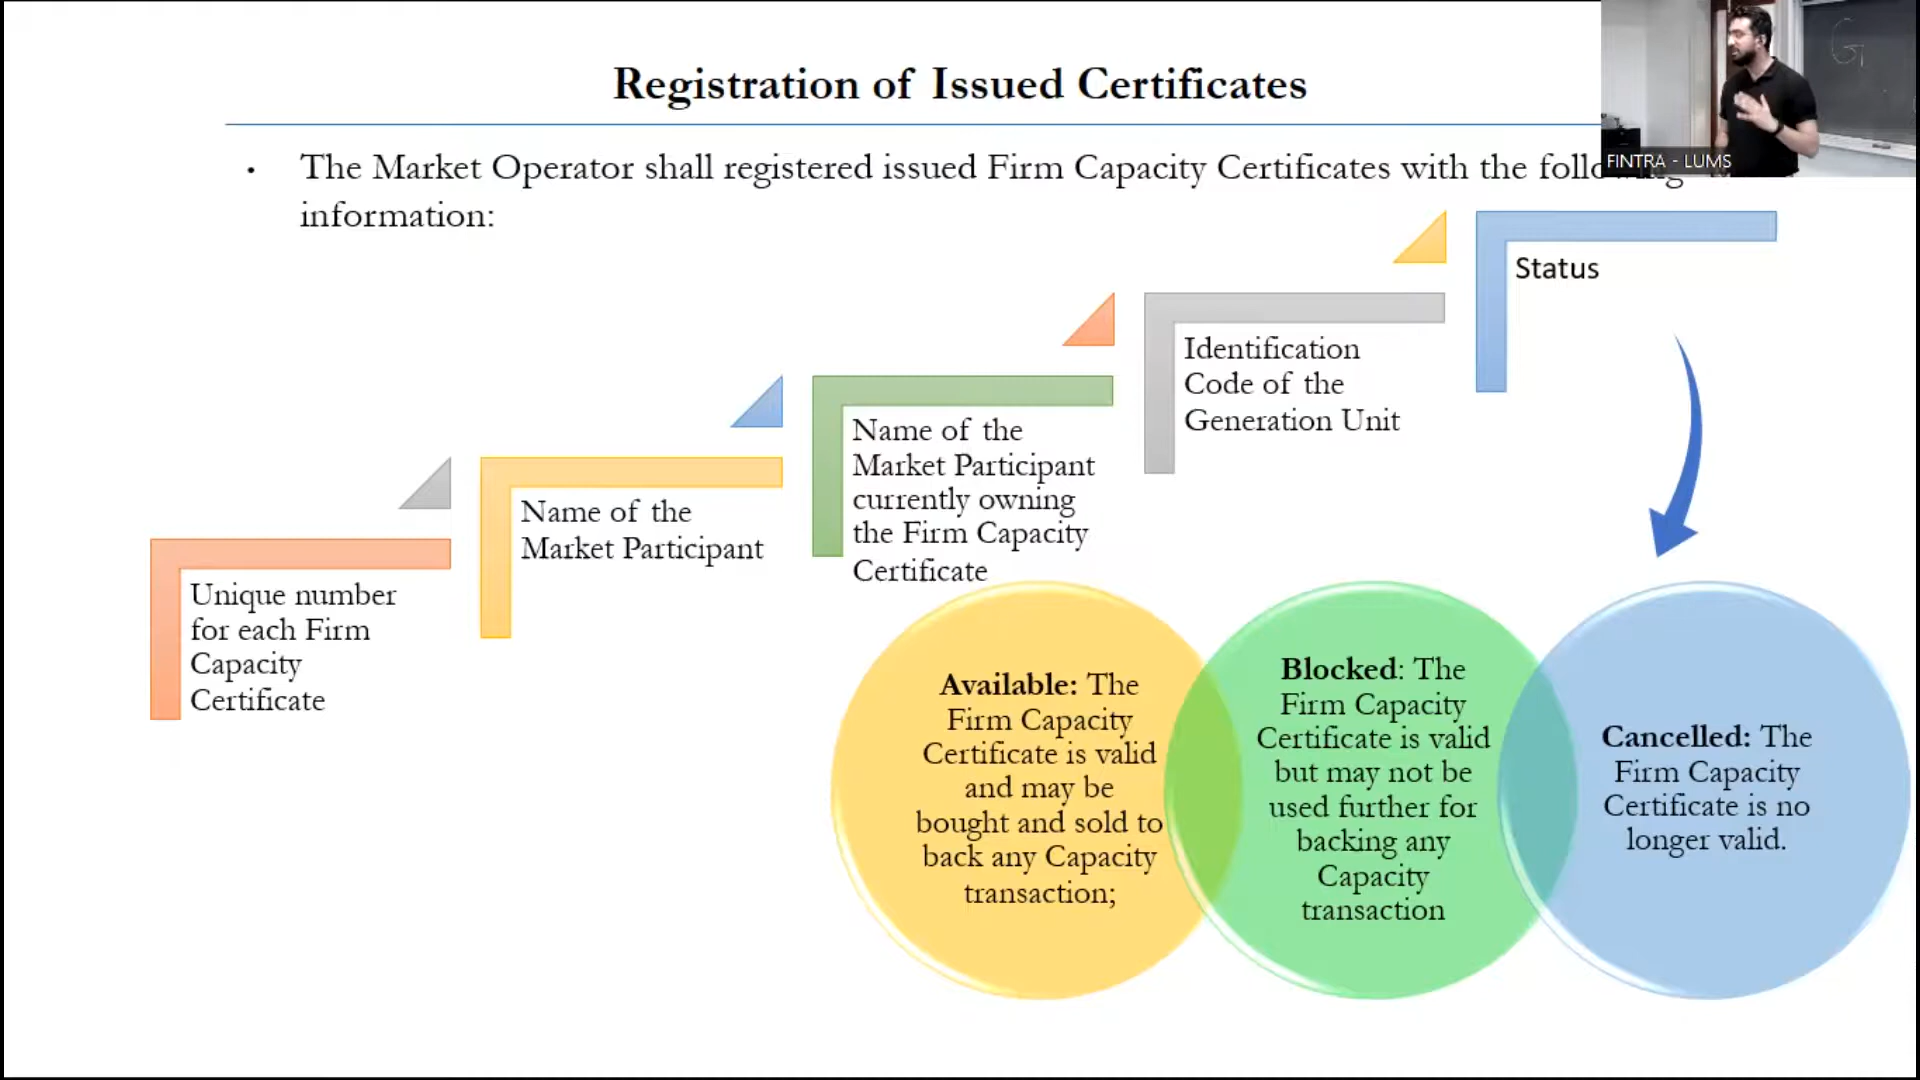 Registration of Issued Certificates
• The Market Operator shall registered issued Firm Capacity Certificates with the following
information:
FINTRA - LUMS
Status
Identification
Code of the
Generation Unit
Name of the
Market Participant
currently owning
the Firm Capacity
Certificate
Name of the
Market Participant
Unique number
for each Firm
Capacity
Certificate
Available: The
Firm Capacity
Certificate is valid
and may be
bought and sold to
back any Capacity
transaction;
Blocked: The
Firm Capacity
Certificate is valid
but may not be
used further for
backing any
Capacity
transaction
Cancelled: The
Firm Capacity
Certificate is no
longer valid.